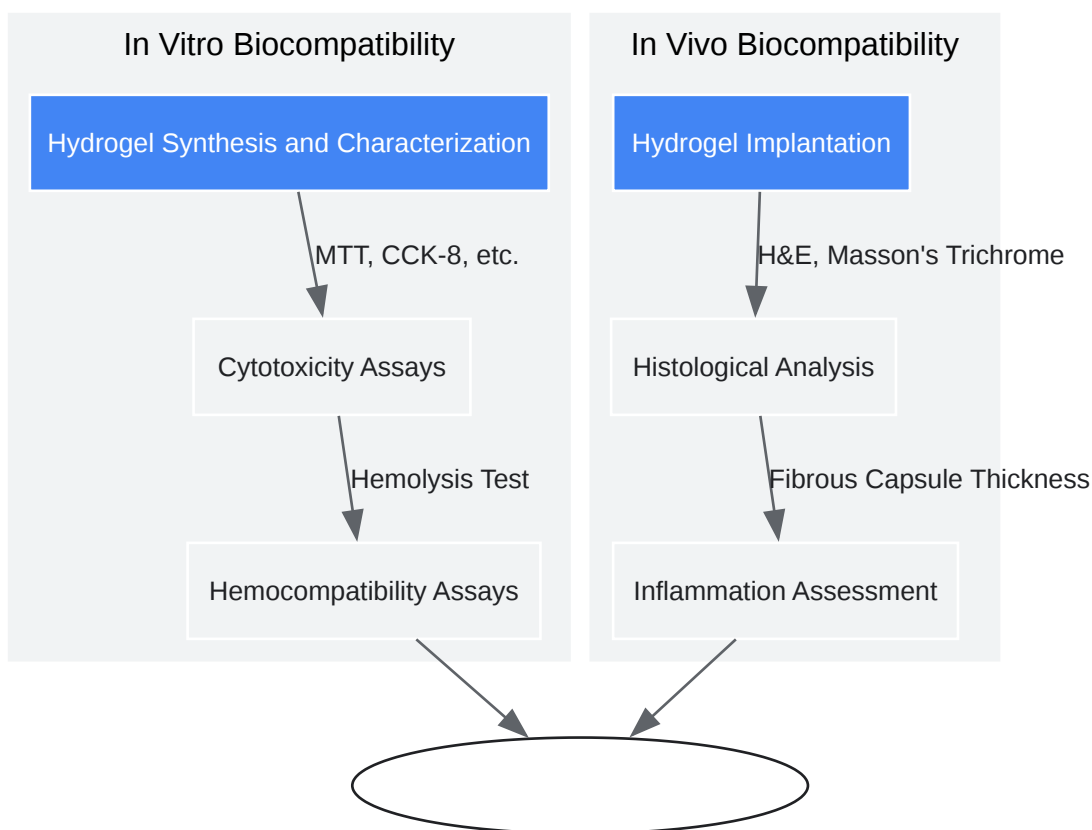 In Vitro Biocompatibility
Hydrogel Synthesis and Characterization
MTT, CCK-8, etc.
Cytotoxicity Assays
Hemolysis Test
Hemocompatibility Assays
In Vivo Biocompatibility
Hydrogel Implantation
H&E, Masson's Trichrome
Histological Analysis
Fibrous Capsule Thickness
Inflammation Assessment